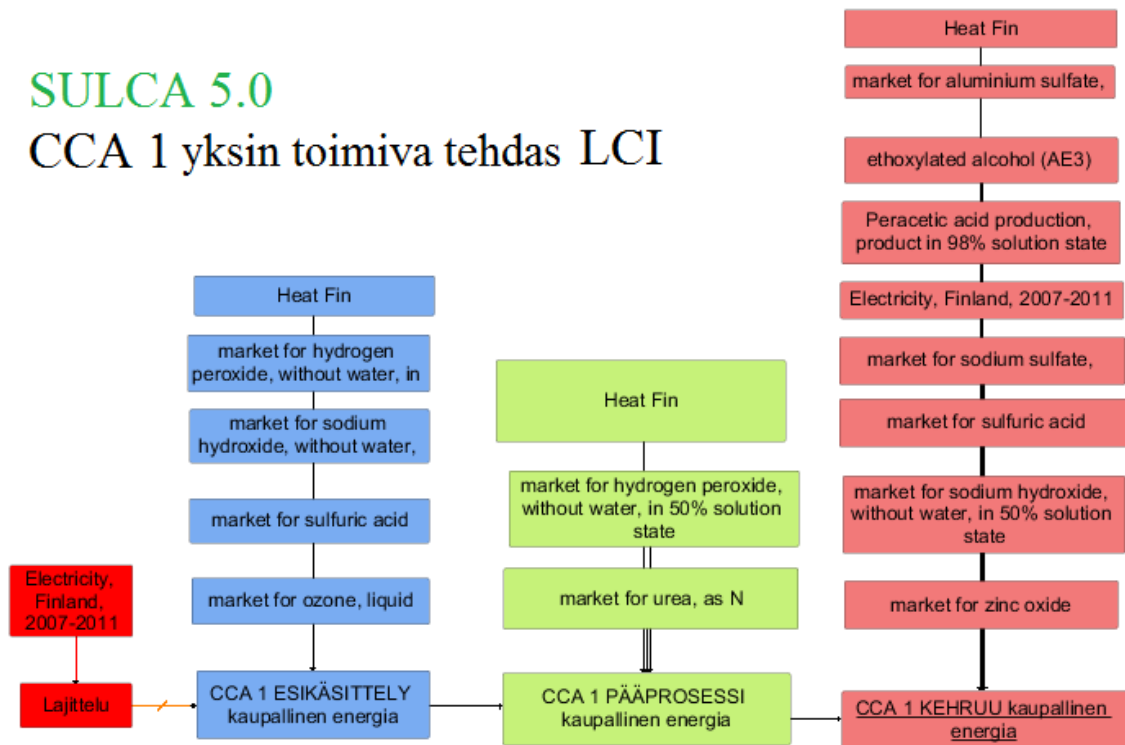 SULCA 5.0
CCA 1 yksin toimiva tehdas LCI
Electricity,
Finland,
2007-2011
Lajittelu
Heat Fin
market for hydrogen
peroxide, without water, in
market for sodium
hydroxide, without water,
market for sulfuric acid
market for ozone, liquid
CCA 1 ESIKÄSITTELY
kaupallinen energia
Heat Fin
market for hydrogen peroxide,
without water, in 50% solution
state
market for urea, as N
CCA 1 PÄÄPROSESSI
kaupallinen energia
Heat Fin
market for aluminium sulfate,
ethoxylated alcohol (AE3)
Peracetic acid production,
product in 98% solution state
Electricity, Finland, 2007-2011
market for sodium sulfate,
market for sulfuric acid
market for sodium hydroxide,
without water, in 50% solution
state
market for zinc oxide
CCA 1 KEHRUU kaupallinen
energia